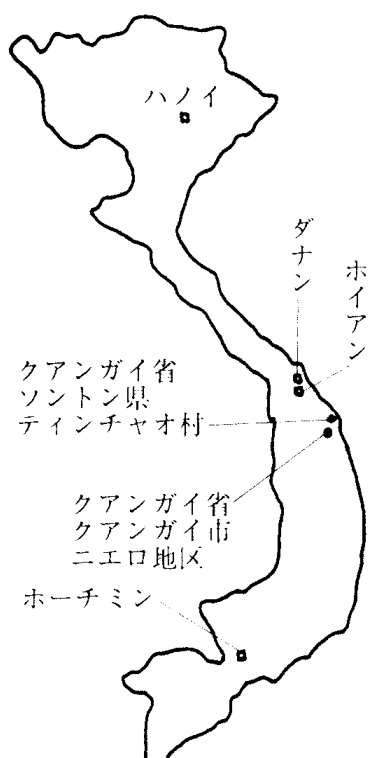 ハノイ
ダナン
ホイアン
クアンガイ省
ソントン県
ティンチャオ村
クアンガイ省
クアンガイ市
ニエロ地区
ホーチミン